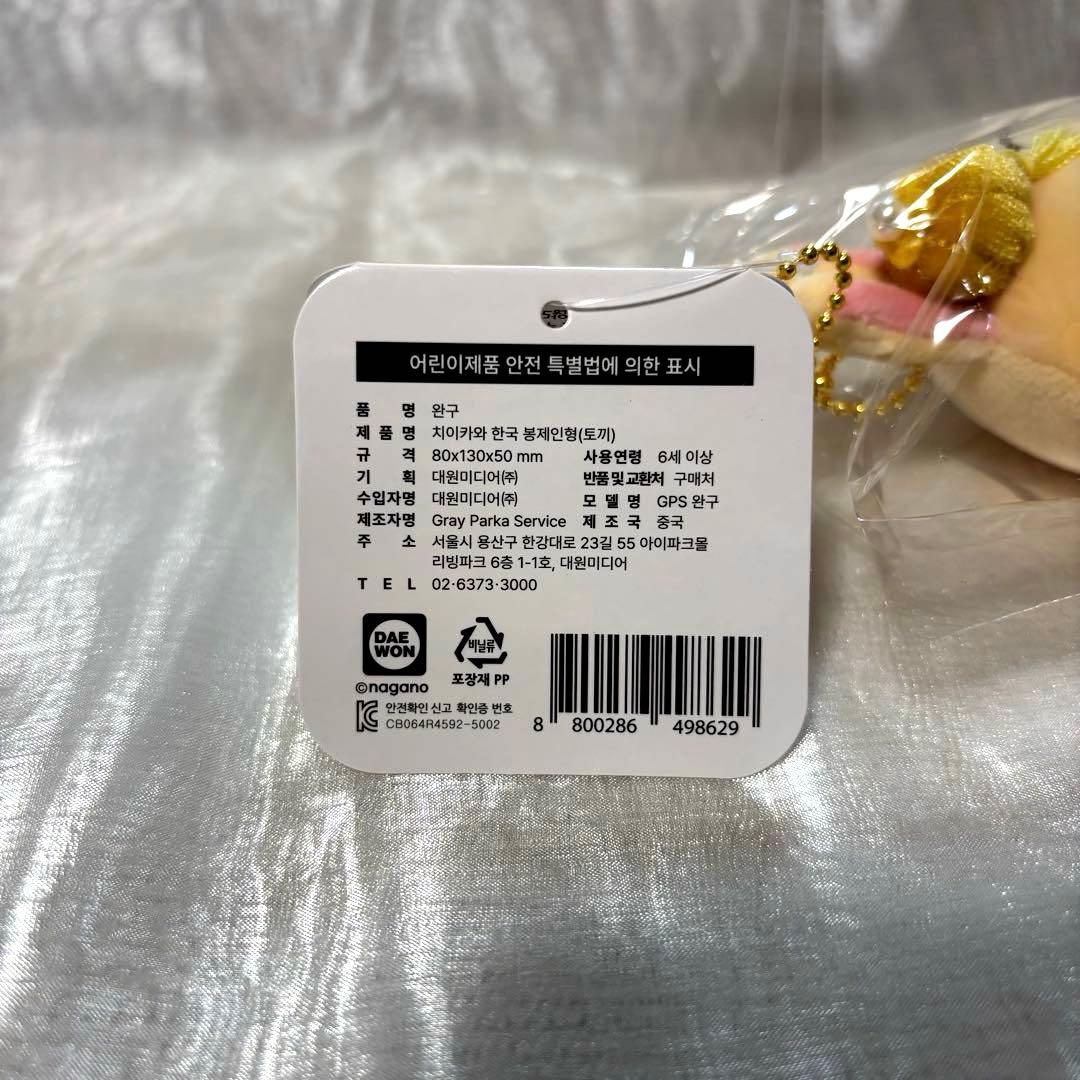 어린이제품 안전 특별법에 의한 표시
품 명 완구
제 품 명 치이카와 한국 봉제인형(토끼)
규 격 80x130x50 mm 사용연령 6세 이상
기 획 대원미디어㈜ 반품 및 교환처 구매처
수입자명 대원미디어㈜ 모 델 명 GPS 완구
제조자명 Gray Parka Service 제 조 국 중국
주 소 서울시 용산구 한강대로 23길 55 아이파크몰
리빙파크 6층 1-1호, 대원미디어
T E L 02·6373·3000
DAE
WON
©nagano
비닐류
포장재 PP
안전확인 신고 확인증 번호
CB064R4592-5002
8 800286 498629